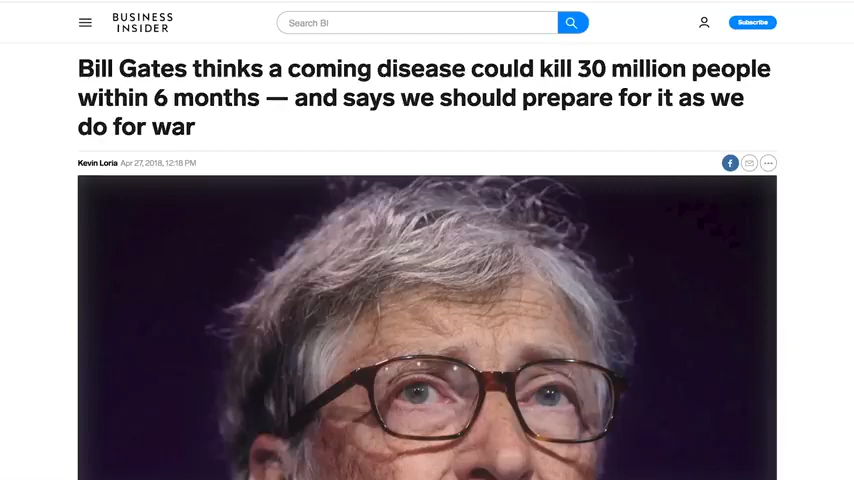 BUSINESS
INSIDER
Search BI
Subscribe
Bill Gates thinks a coming disease could kill 30 million people
within 6 months — and says we should prepare for it as we
do for war
Kevin Loria Apr 27, 2018, 12:18 PM